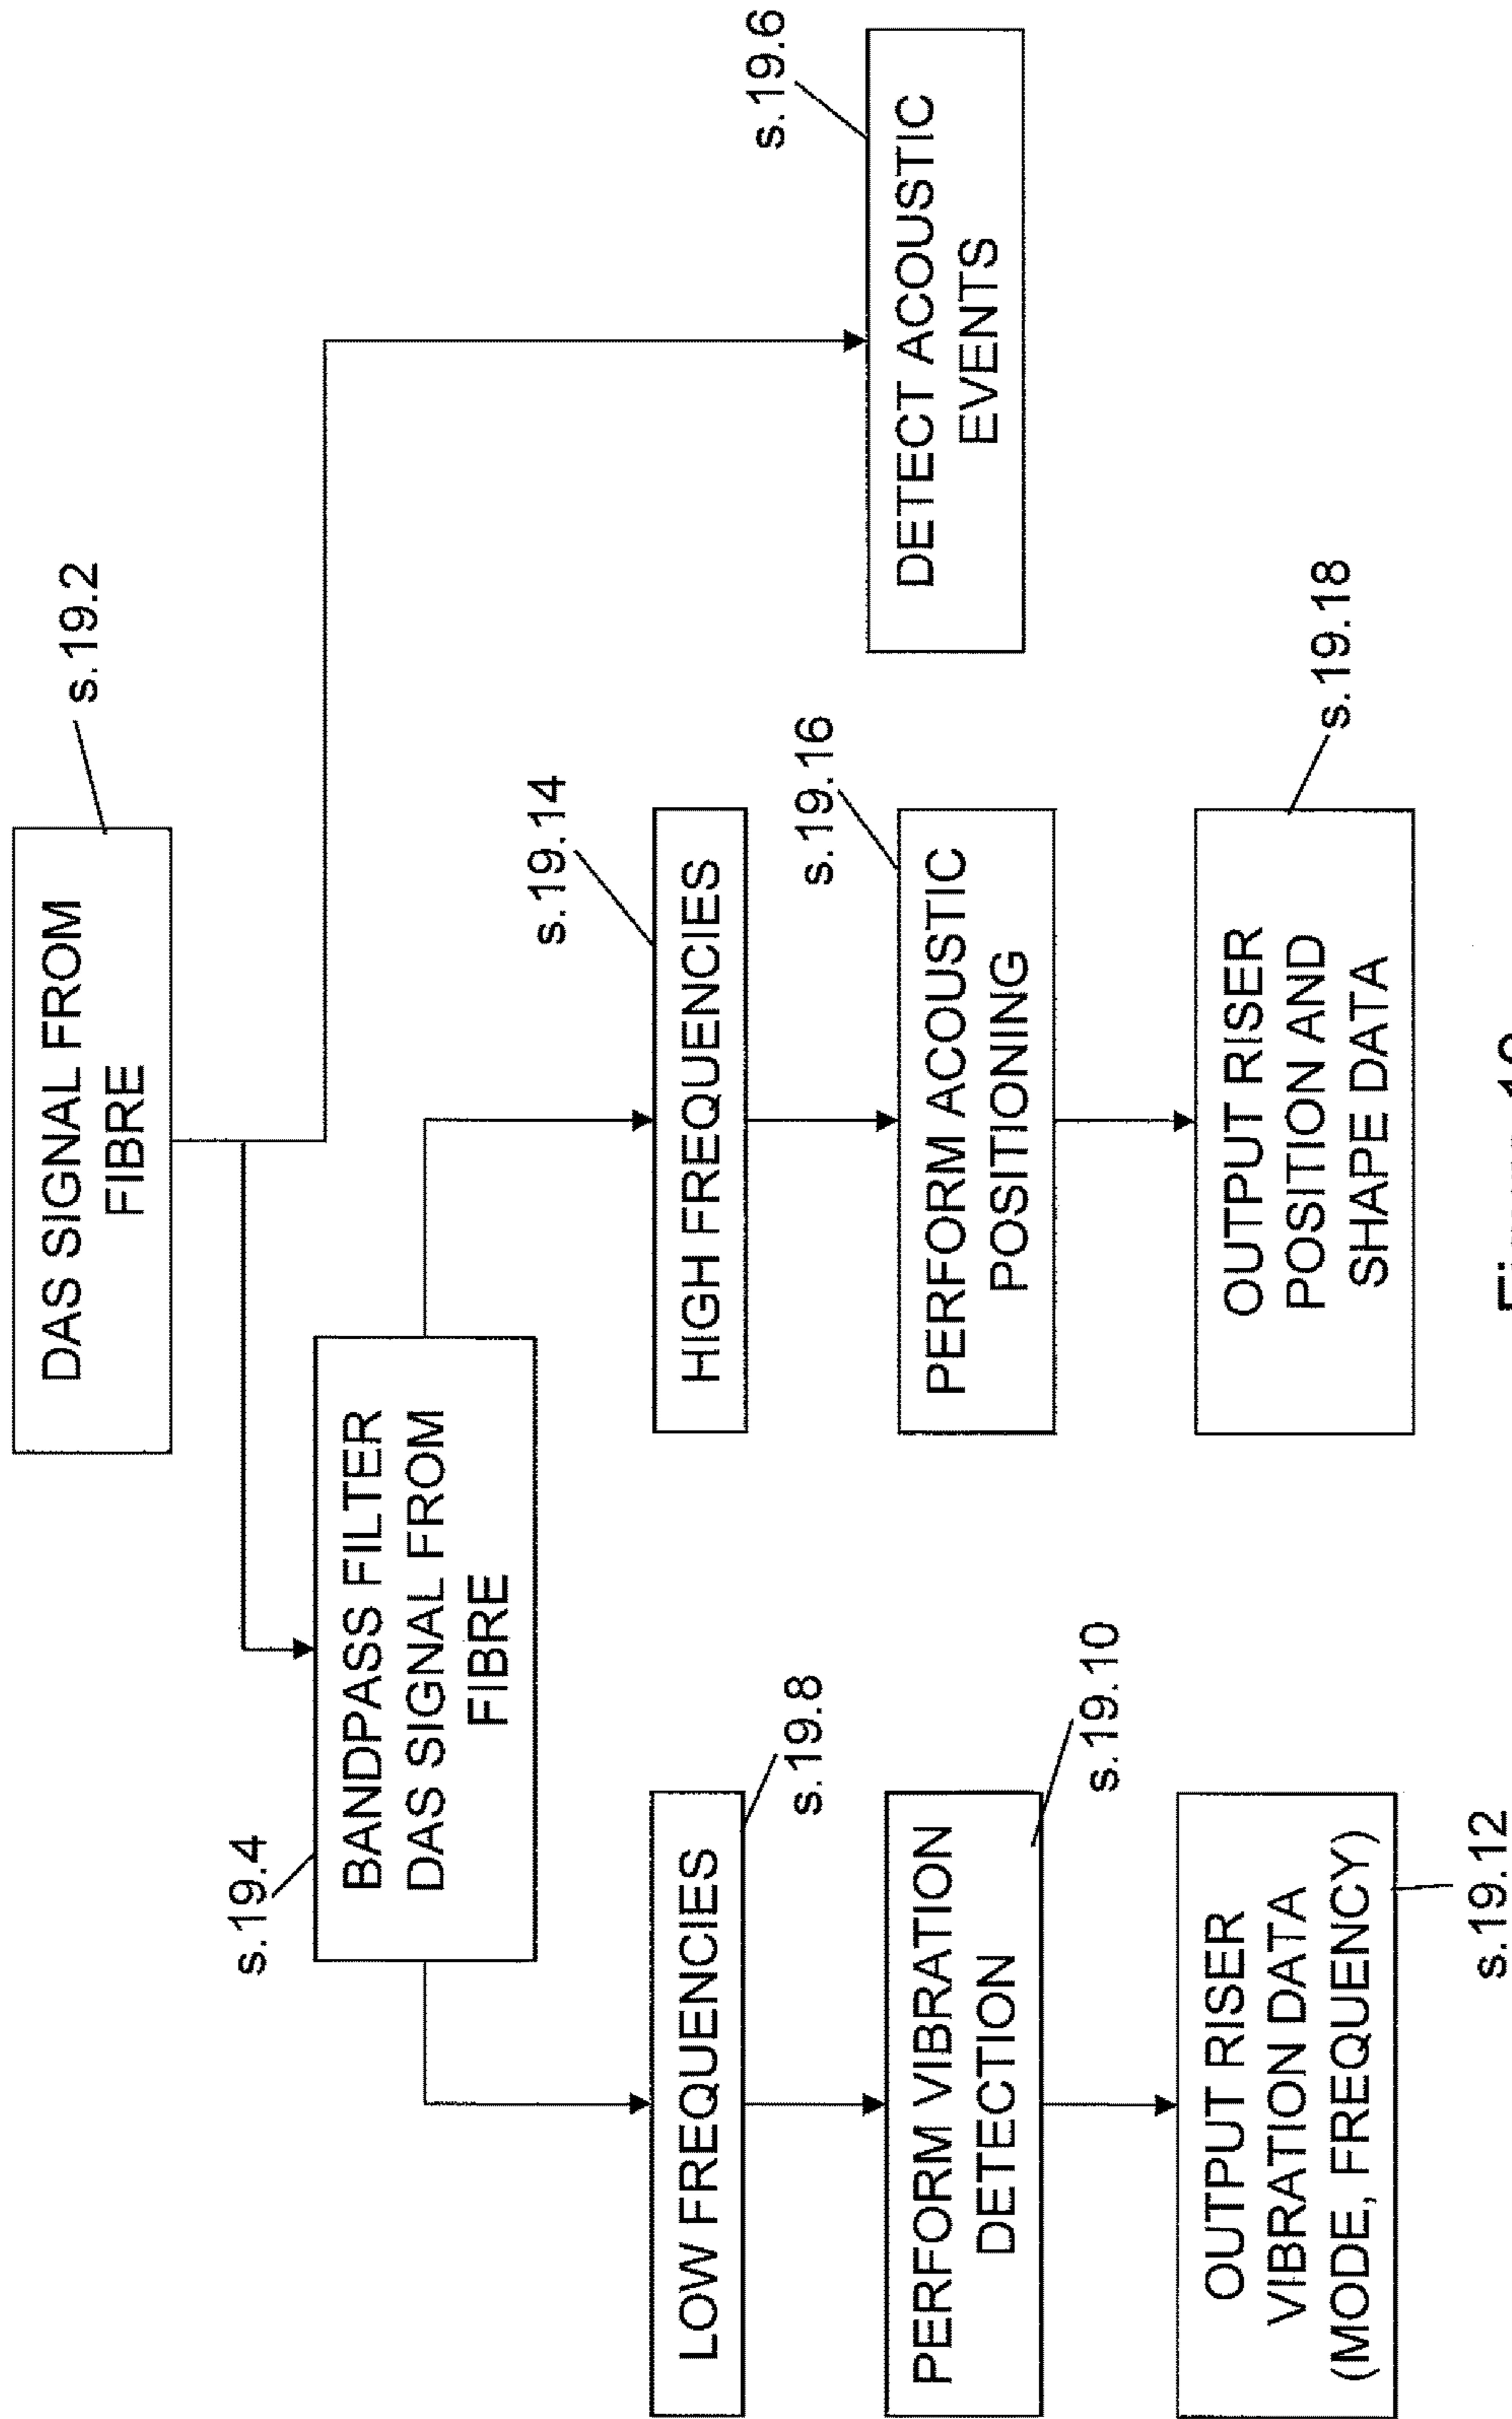 DAS SIGNAL FROM
FIBRE
s.19.2
s.19.4
BANDPASS FILTER
DAS SIGNAL FROM
FIBRE
LOW FREQUENCIES
s.19.8
PERFORM VIBRATION
DETECTION
s.19.10
OUTPUT RISER
VIBRATION DATA
(MODE, FREQUENCY)
s.19.12
s.19.14
HIGH FREQUENCIES
s.19.16
PERFORM ACOUSTIC
POSITIONING
OUTPUT RISER
POSITION AND
SHAPE DATA
s.19.18
s.19.6
DETECT ACOUSTIC
EVENTS